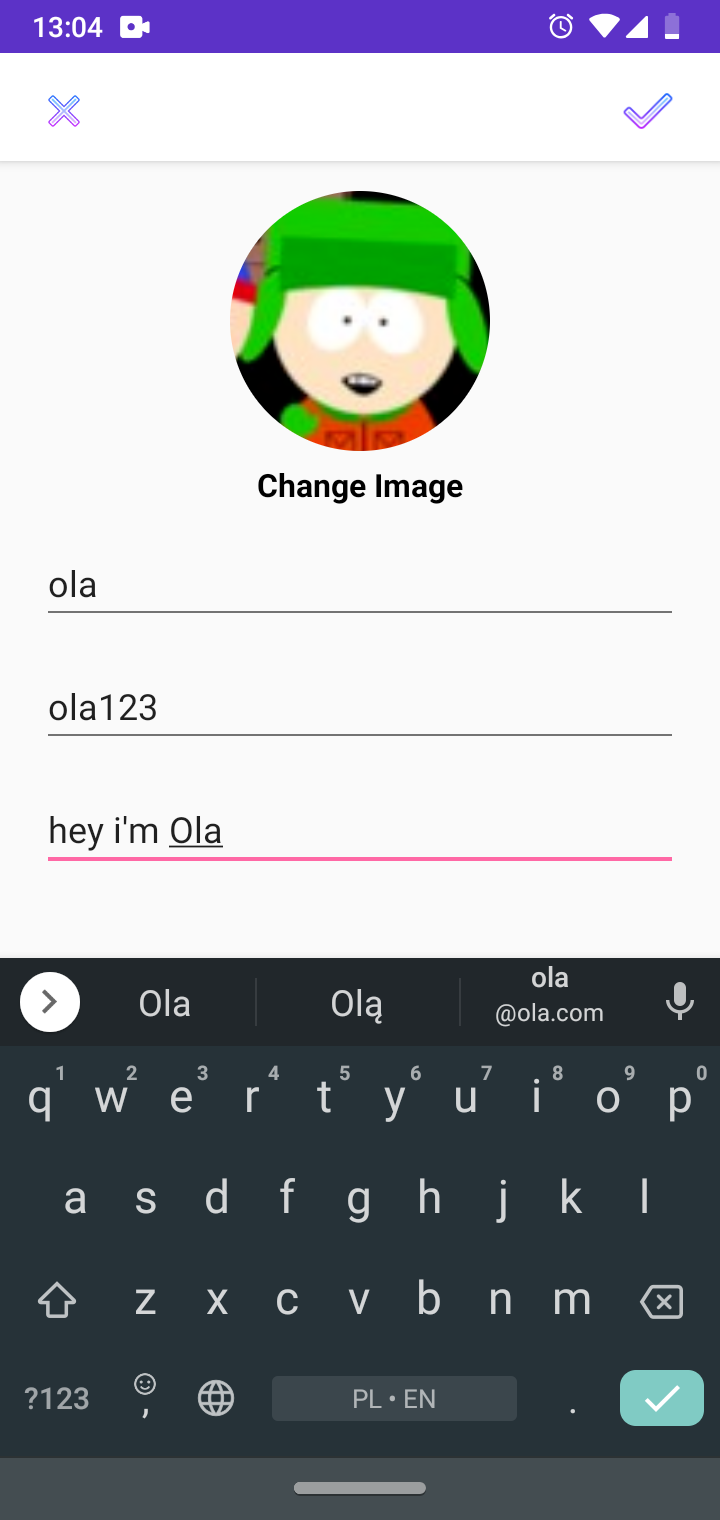 13:04
Change Image
ola
ola123
hey i'm Ola
Ola
Olą
ola
@ola.com
q1 w2 e3 r4 t5 y6 u7 i8 o9 p0
a s d f g h j k l
z x c v b n m
?123 , PL • EN .